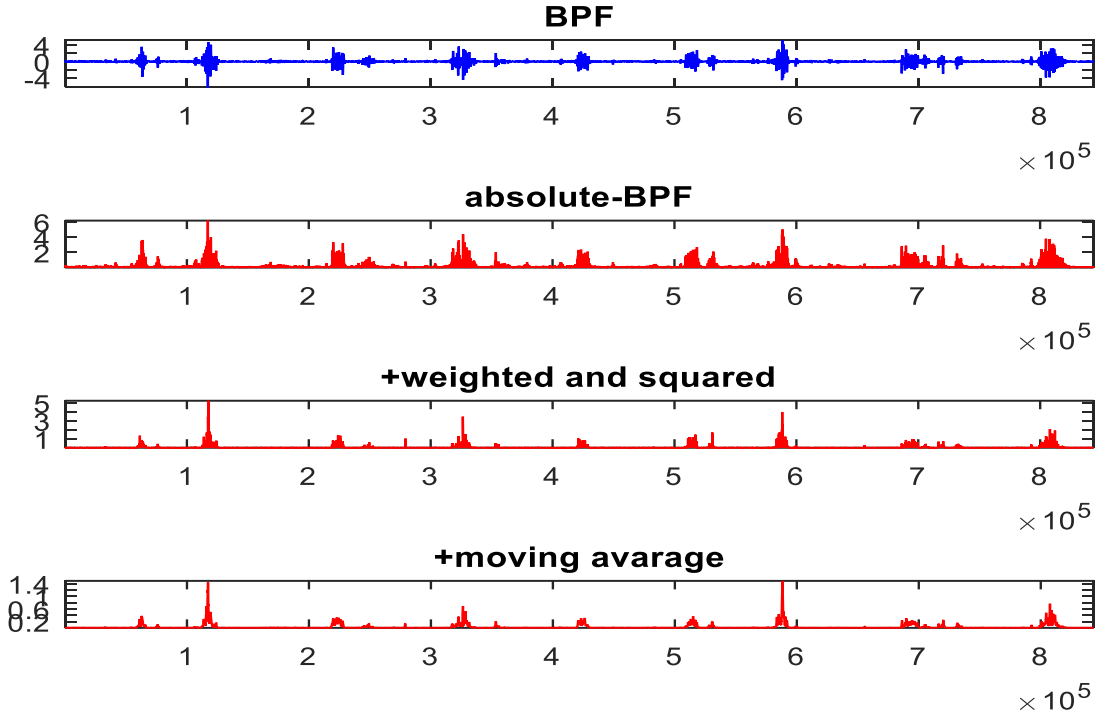 BPF
4
0
-4
1 2 3 4 5 6 7 8
× 10^5
absolute-BPF
6
4
2
1 2 3 4 5 6 7 8
× 10^5
+weighted and squared
5
3
1
1 2 3 4 5 6 7 8
× 10^5
+moving avarage
1.4
1
0.6
0.2
1 2 3 4 5 6 7 8
× 10^5